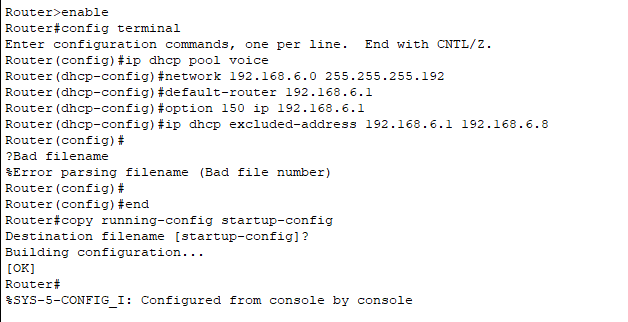 Router>enable
Router#config terminal
Enter configuration commands, one per line.  End with CNTL/Z.
Router(config)#ip dhcp pool voice
Router(dhcp-config)#network 192.168.6.0 255.255.255.192
Router(dhcp-config)#default-router 192.168.6.1
Router(dhcp-config)#option 150 ip 192.168.6.1
Router(dhcp-config)#ip dhcp excluded-address 192.168.6.1 192.168.6.8
Router(config)#
?Bad filename
%Error parsing filename (Bad file number)
Router(config)#
Router(config)#end
Router#copy running-config startup-config
Destination filename [startup-config]?
Building configuration...
[OK]
Router#
%SYS-5-CONFIG_I: Configured from console by console